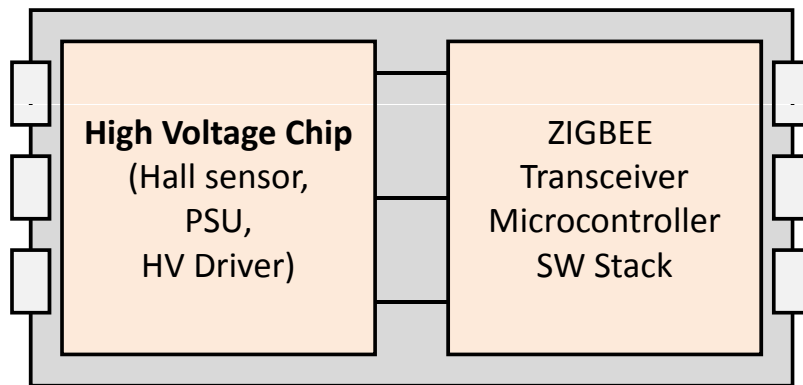 High Voltage Chip
(Hall sensor,
PSU,
HV Driver)
ZIGBEE
Transceiver
Microcontroller
SW Stack